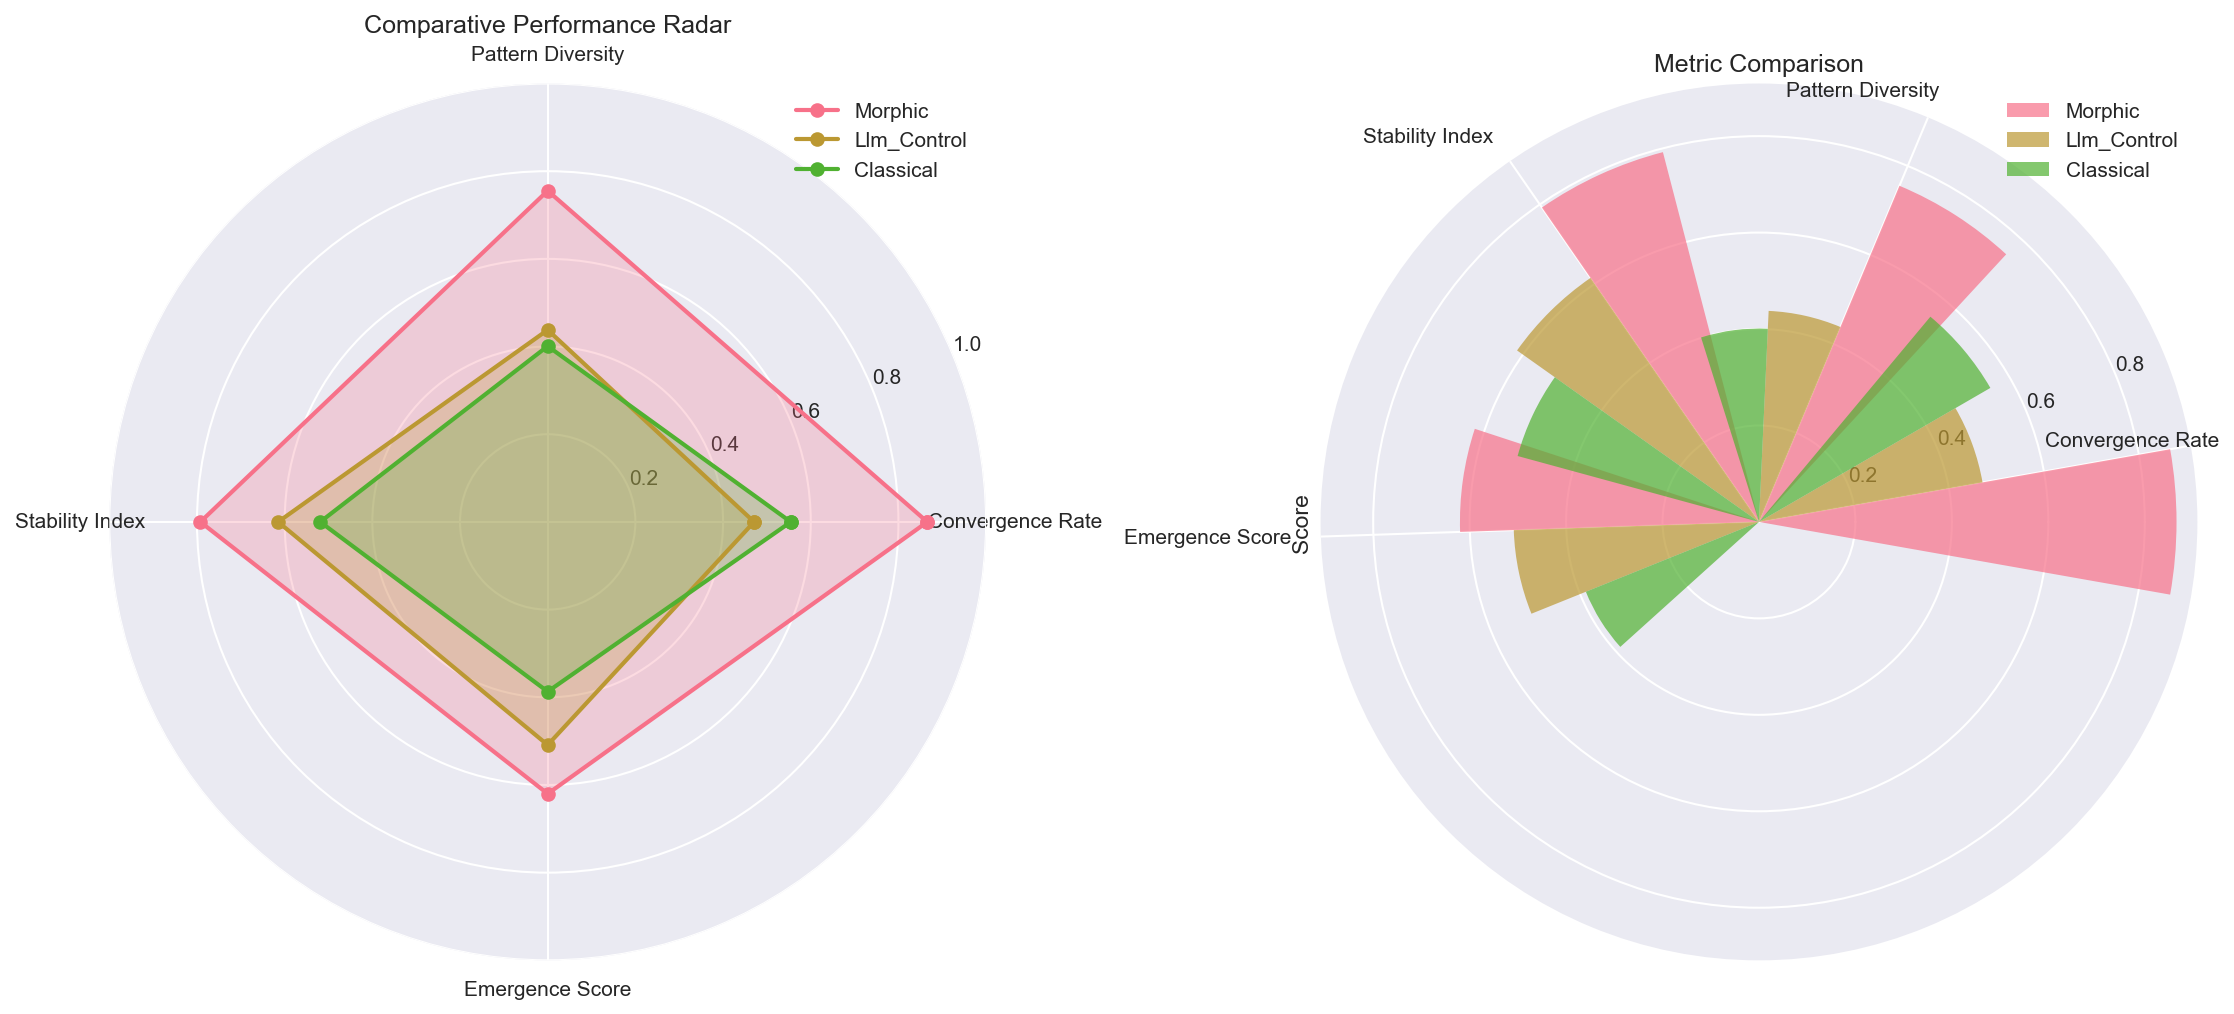 Comparative Performance Radar
Pattern Diversity
Morphic
Llm_Control
Classical
1.0
0.8
0.6
0.4
0.2
Stability Index
Convergence Rate
Emergence Score
Metric Comparison
Pattern Diversity
Stability Index
Morphic
Llm_Control
Classical
0.8
0.6
0.4
0.2
Convergence Rate
Emergence Score
Score